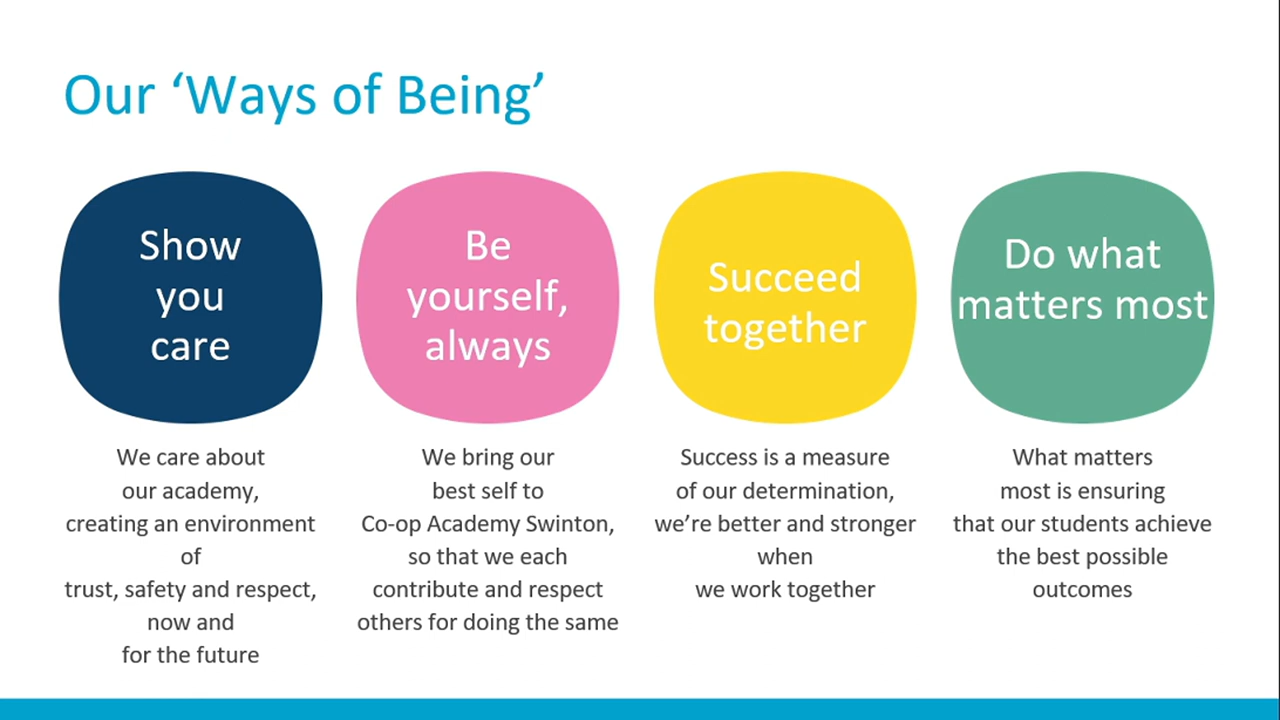 Our ‘Ways of Being’
Show
you
care
Be
yourself,
always
Succeed
together
Do what
matters most
We care about
our academy,
creating an environment
of
trust, safety and respect,
now and
for the future
We bring our
best self to
Co-op Academy Swinton,
so that we each
contribute and respect
others for doing the same
Success is a measure
of our determination,
we’re better and stronger
when
we work together
What matters
most is ensuring
that our students achieve
the best possible
outcomes